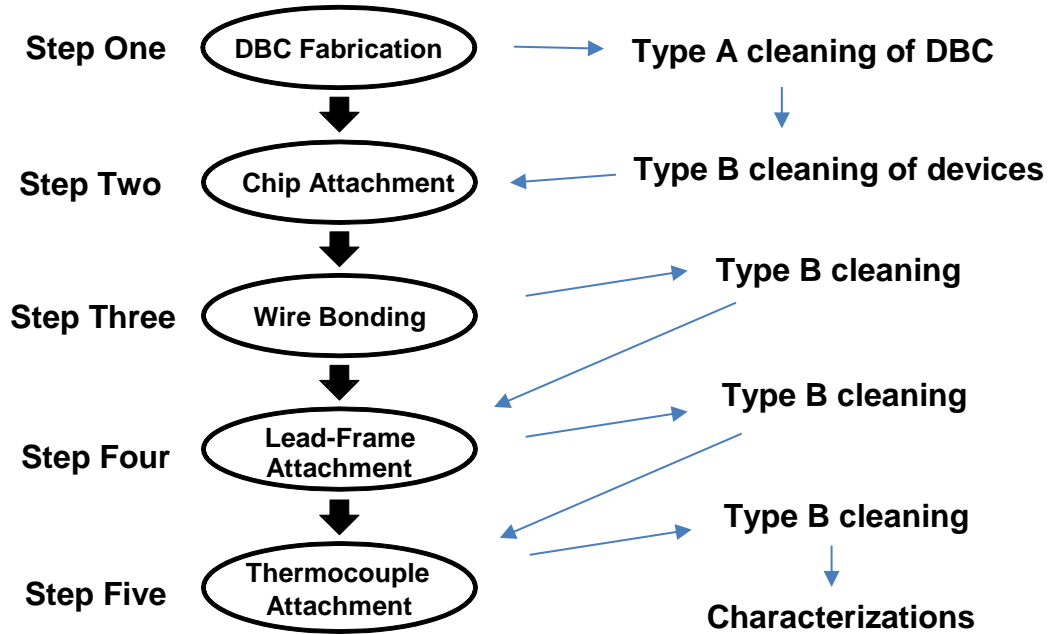 Step One
DBC Fabrication
Type A cleaning of DBC
Step Two
Chip Attachment
Type B cleaning of devices
Step Three
Wire Bonding
Type B cleaning
Step Four
Lead-Frame
Attachment
Type B cleaning
Step Five
Thermocouple
Attachment
Type B cleaning
Characterizations